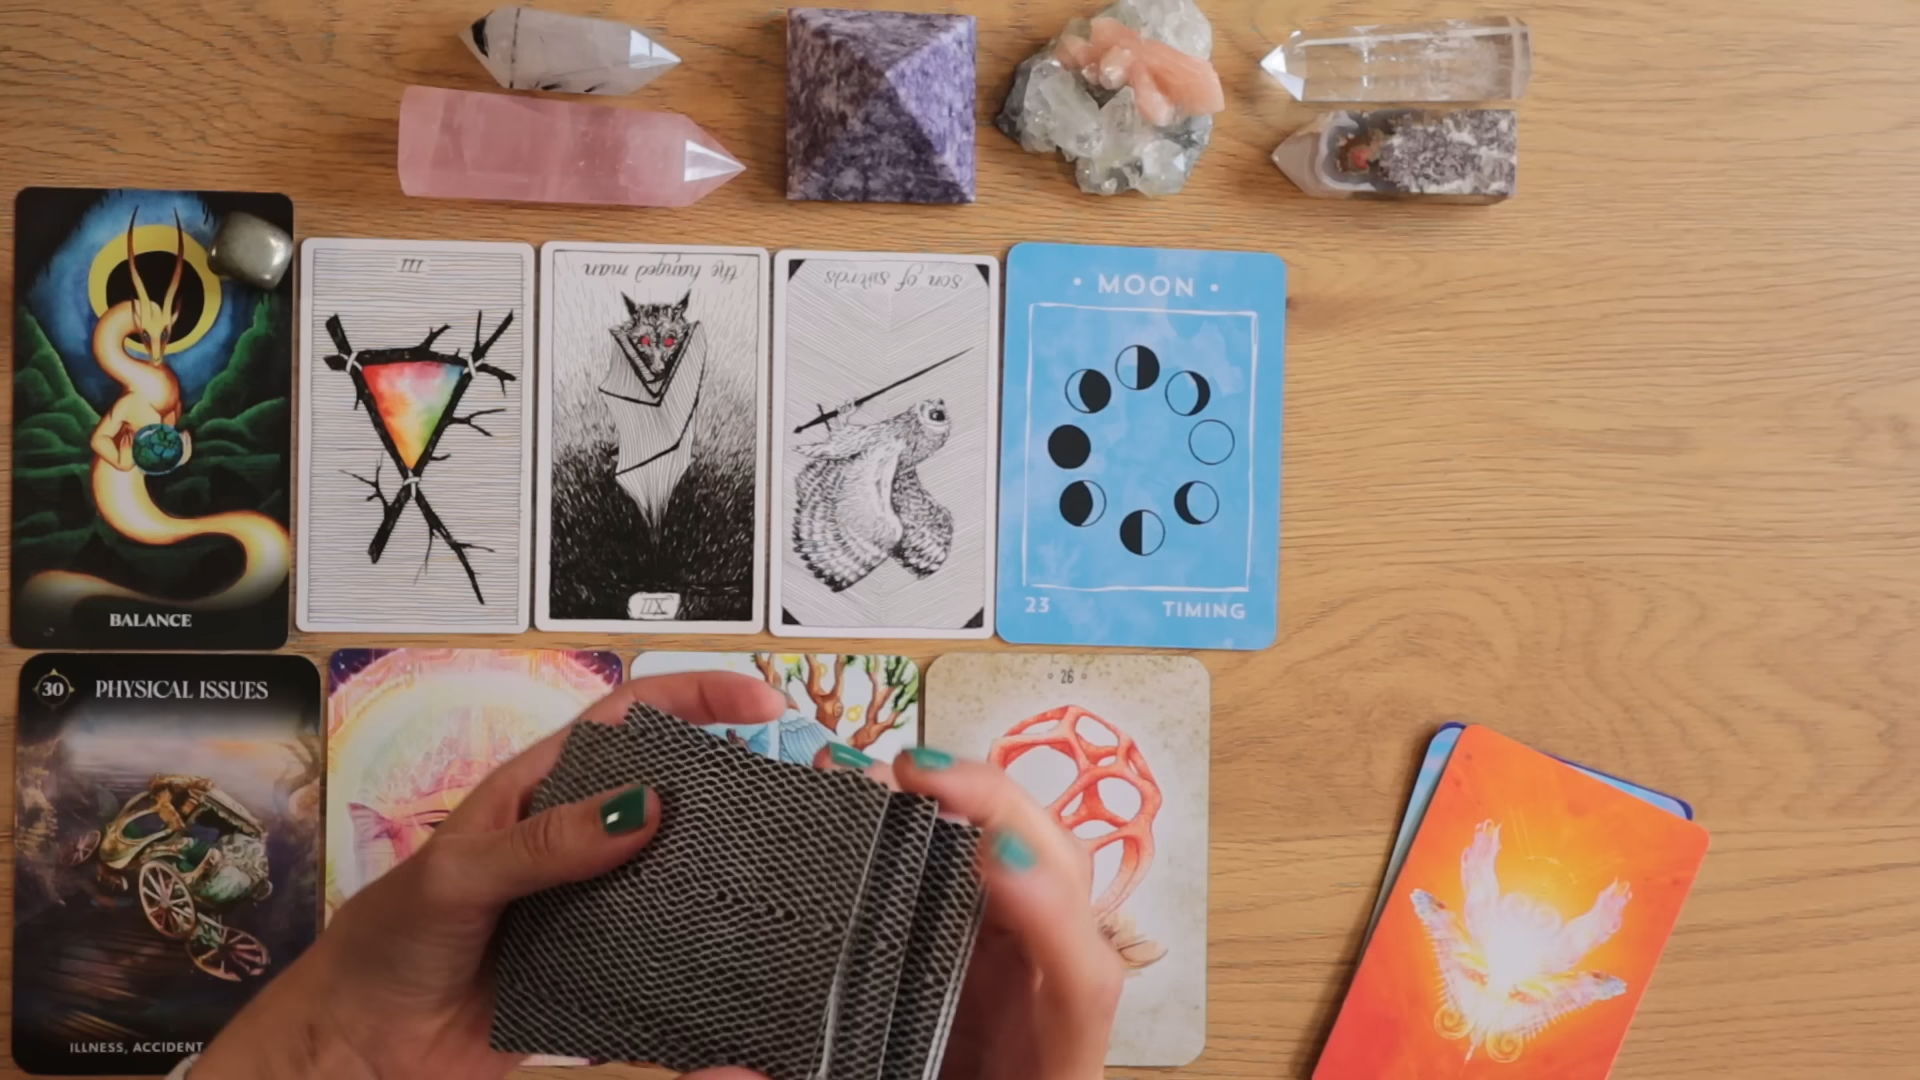 BALANCE
III
the hanged man
XII
son of swords
• MOON •
23 TIMING
30 PHYSICAL ISSUES
ILLNESS, ACCIDENT
26